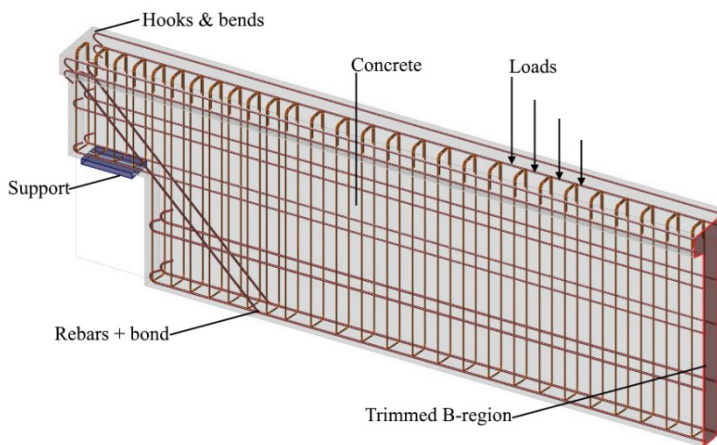 Hooks & bends
Concrete
Loads
Support
Rebars + bond
Trimmed B-region